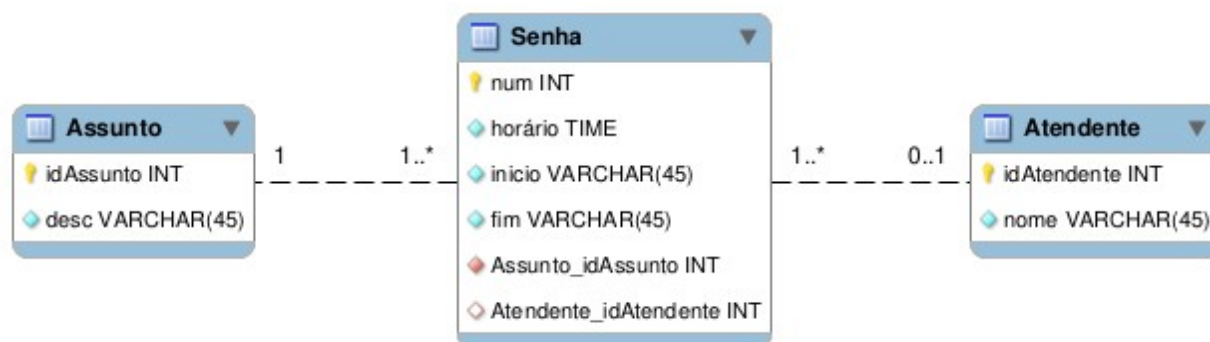 Assunto
idAssunto INT
desc VARCHAR(45)
1
1..*
Senha
num INT
horário TIME
inicio VARCHAR(45)
fim VARCHAR(45)
Assunto_idAssunto INT
Atendente_idAtendente INT
1..*
0..1
Atendente
idAtendente INT
nome VARCHAR(45)